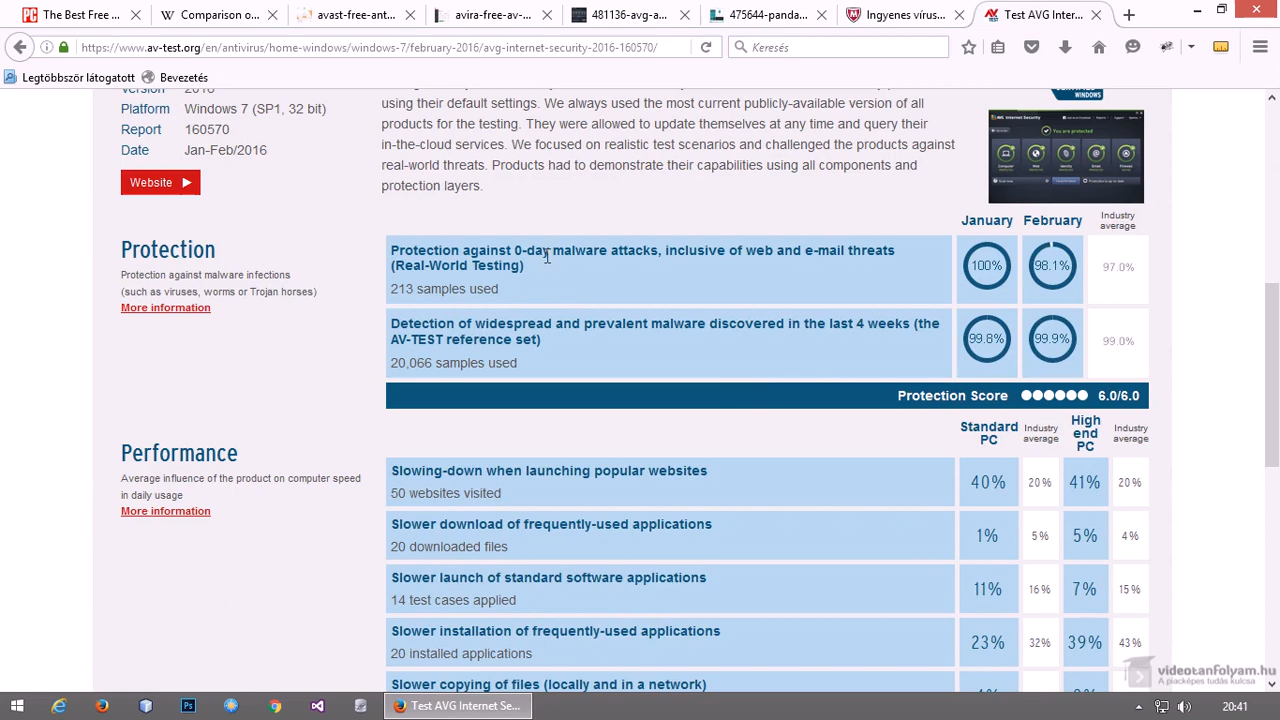 The Best Free ...
Comparison o...
avast-free-ant...
avira-free-av-...
481136-avg-a...
475644-panda...
Ingyenes vírus...
Test AVG Intern...
https://www.av-test.org/en/antivirus/home-windows/windows-7/february-2016/avg-internet-security-2016-160570/
Keresés
Legtöbbször látogatott
Bevezetés
Version 2016
Platform Windows 7 (SP1, 32 bit)
Report 160570
Date Jan-Feb/2016
Website
their default settings. We always used the most current publicly-available version of all
allowed to update
and query their
in-the-cloud services. We focused on realistic test scenarios and challenged the products against
real-world threats. Products had to demonstrate their capabilities using all components and
protection layers.
WINDOWS
AVG Internet Security
You are protected
January February Industry average
Protection
Protection against malware infections
(such as viruses, worms or Trojan horses)
More information
Protection against 0-day malware attacks, inclusive of web and e-mail threats
(Real-World Testing)
213 samples used
100% 98.1% 97.0%
Detection of widespread and prevalent malware discovered in the last 4 weeks (the
AV-TEST reference set)
20,066 samples used
99.8% 99.9% 99.0%
Protection Score 6.0/6.0
Standard PC Industry average High end PC Industry average
Performance
Average influence of the product on computer speed
in daily usage
More information
Slowing-down when launching popular websites
50 websites visited
40% 20% 41% 20%
Slower download of frequently-used applications
20 downloaded files
1% 5% 5% 4%
Slower launch of standard software applications
14 test cases applied
11% 16% 7% 15%
Slower installation of frequently-used applications
20 installed applications
23% 32% 39% 43%
Slower copying of files (locally and in a network)
videotanfolyam.hu
A piacképes tudás kulcsa
Test AVG Internet Se...
20:41